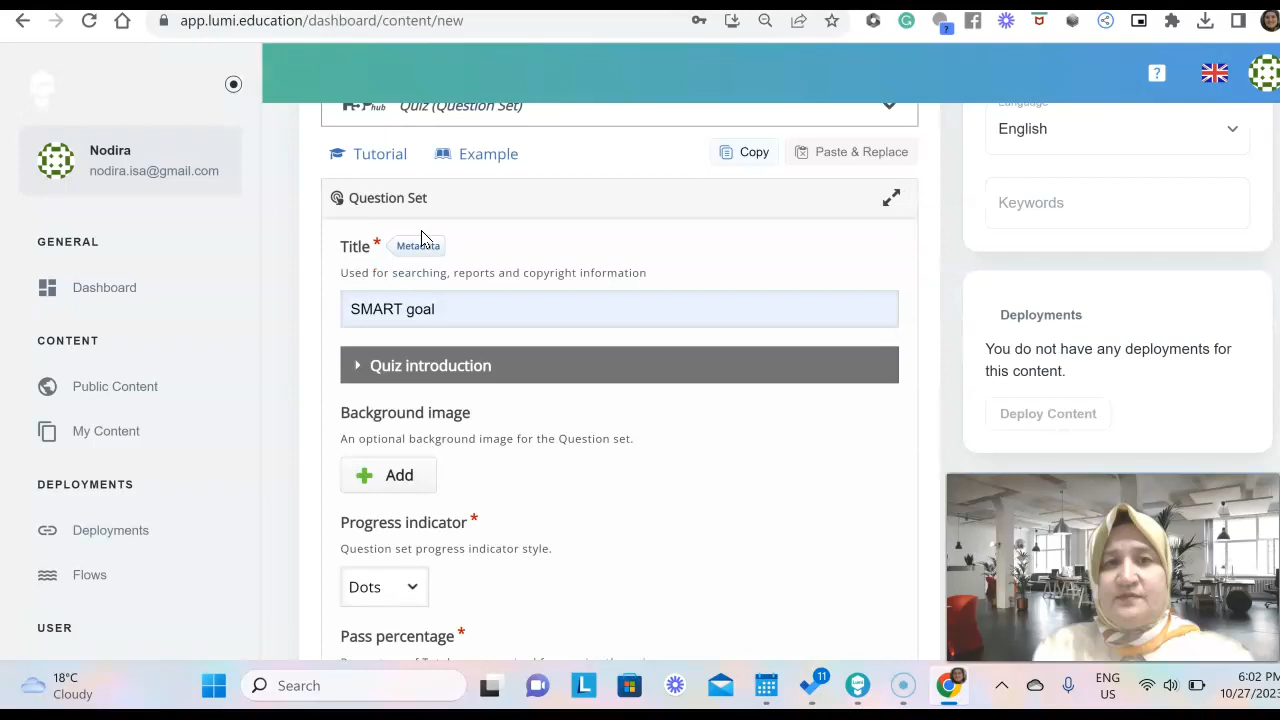 app.lumi.education/dashboard/content/new
?
?
Nodira
nodira.isa@gmail.com
GENERAL
Dashboard
CONTENT
Public Content
My Content
DEPLOYMENTS
Deployments
Flows
USER
H5P hub Quiz (Question Set)
Tutorial
Example
Copy
Paste & Replace
Question Set
Title *
Metadata
Used for searching, reports and copyright information
SMART goal
Quiz introduction
Background image
An optional background image for the Question set.
Add
Progress indicator *
Question set progress indicator style.
Dots
Pass percentage *
Language
English
Keywords
Deployments
You do not have any deployments for
this content.
Deploy Content
18°C
Cloudy
Search
L
11
ENG
US
6:02 PM
10/27/2023